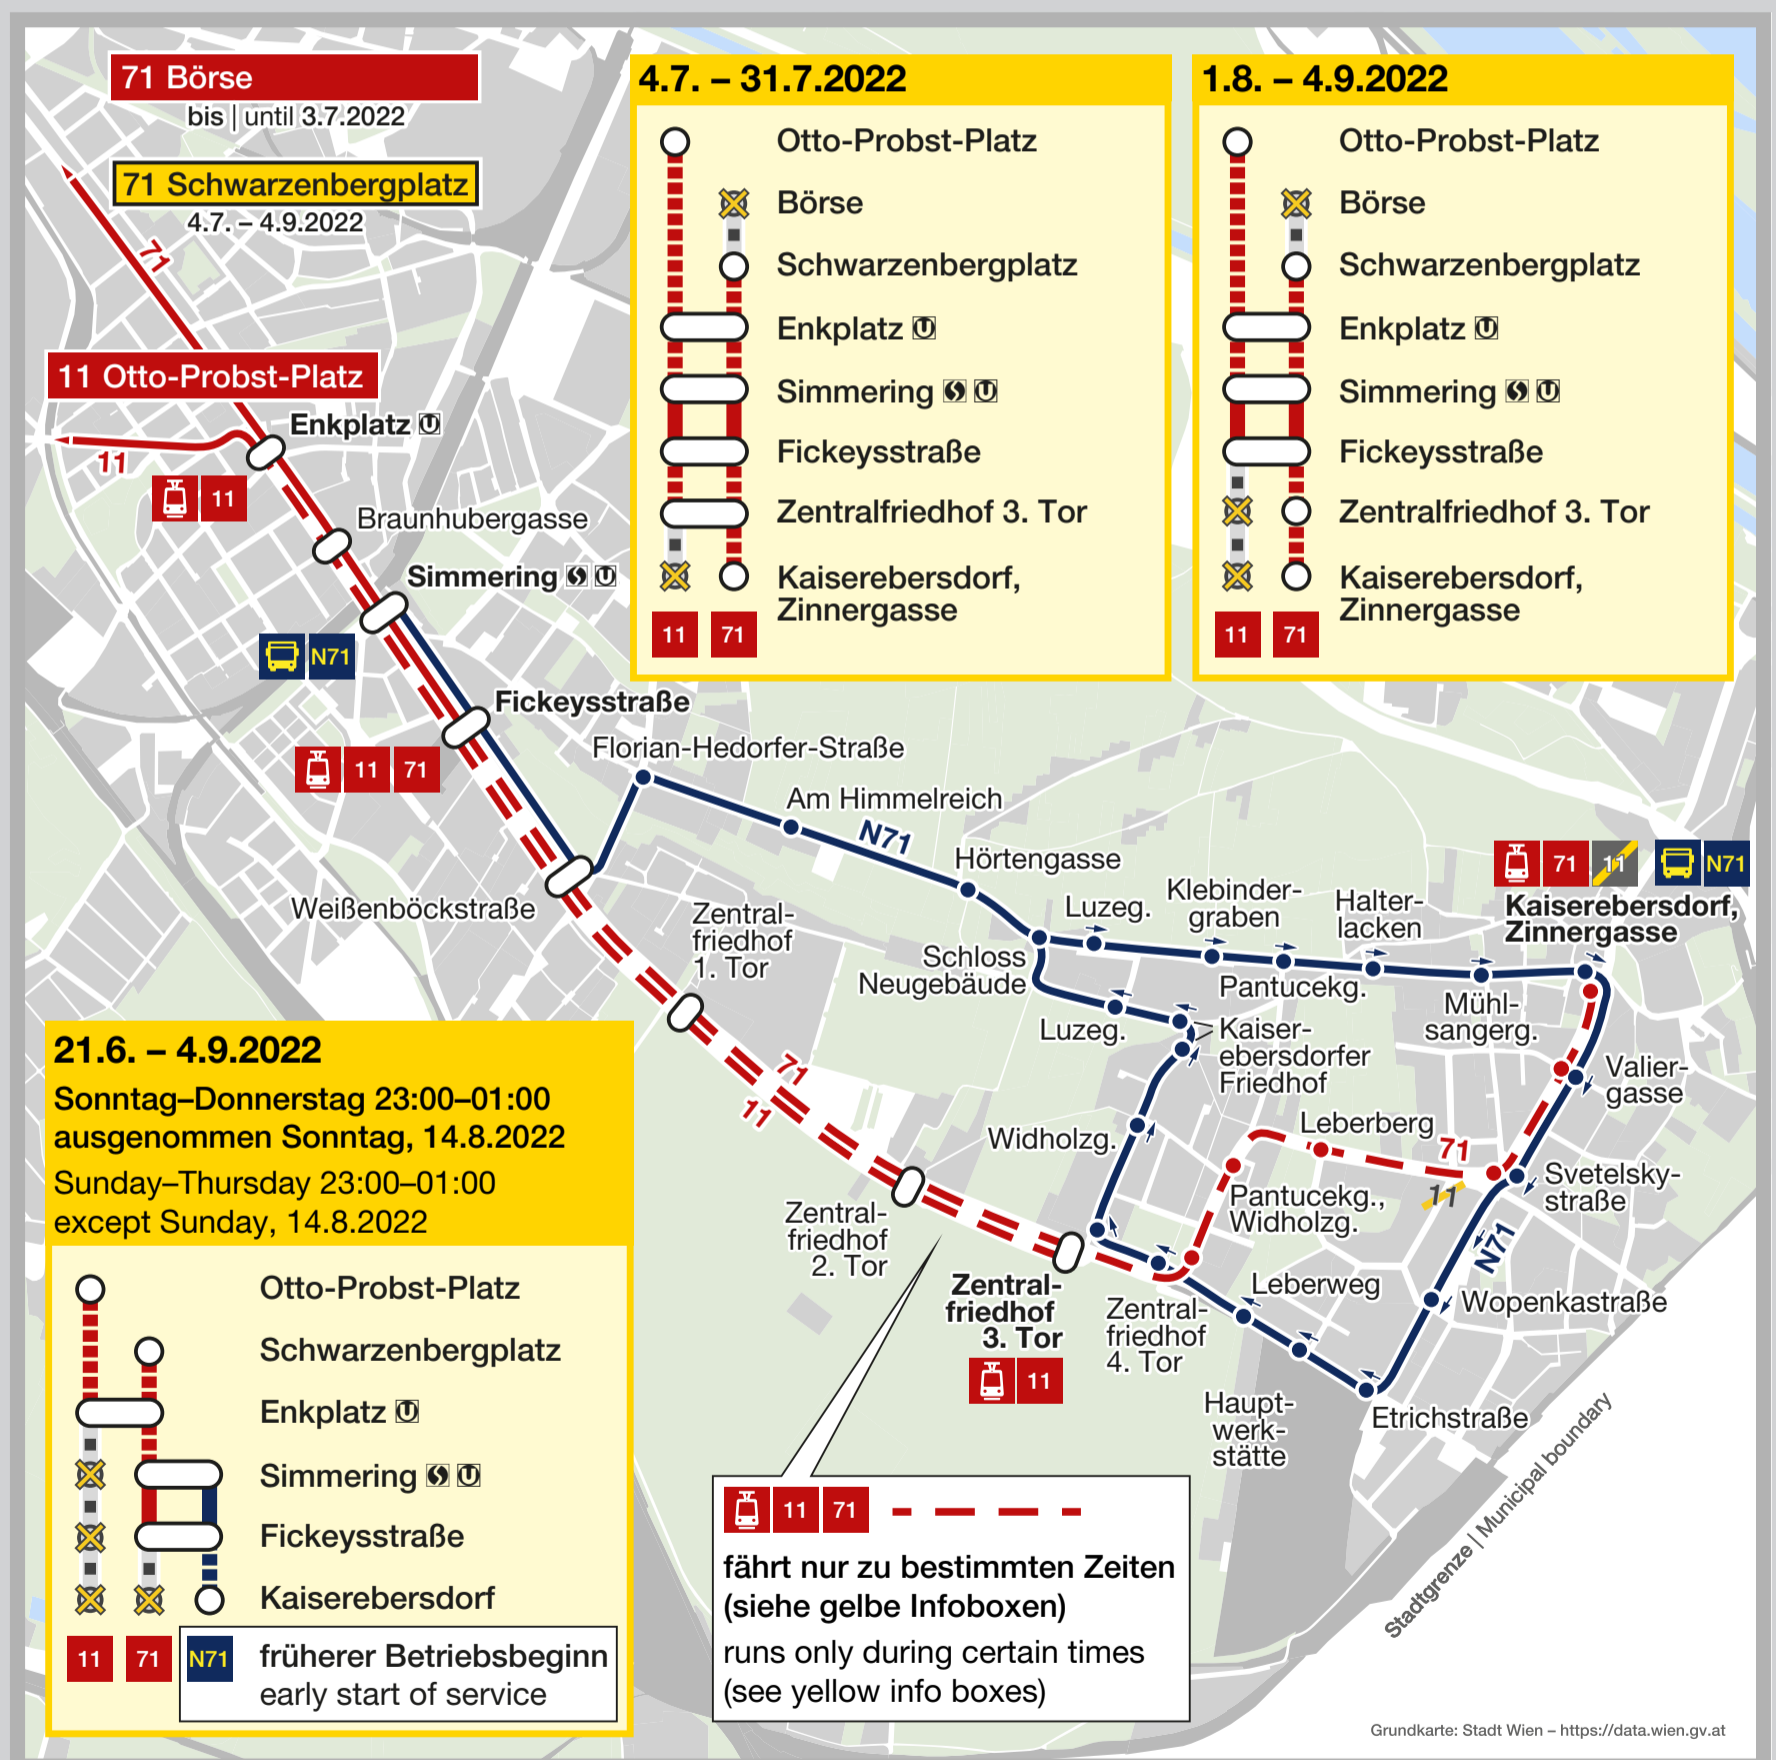 71 Börse
bis | until 3.7.2022
71 Schwarzenbergplatz
4.7. – 4.9.2022
71
11 Otto-Probst-Platz
11
Enkplatz U
11
Braunhubergasse
Simmering S U
N71
Fickeysstraße
11 71
Weißenböckstraße
4.7. – 31.7.2022
Otto-Probst-Platz
Börse
Schwarzenbergplatz
Enkplatz U
Simmering S U
Fickeysstraße
Zentralfriedhof 3. Tor
Kaiserebersdorf,
Zinnergasse
11 71
1.8. – 4.9.2022
Otto-Probst-Platz
Börse
Schwarzenbergplatz
Enkplatz U
Simmering S U
Fickeysstraße
Zentralfriedhof 3. Tor
Kaiserebersdorf,
Zinnergasse
11 71
Florian-Hedorfer-Straße
Am Himmelreich
N71
Hörtengasse
Schloss
Neugebäude
Luzeg.
Klebinder-
graben
Pantucekg.
Halter-
lacken
Mühl-
sangerg.
71 11 N71
Kaiserebersdorf,
Zinnergasse
Luzeg.
Kaiser-
ebersdorfer
Friedhof
Valier-
gasse
Widholzg.
Leberberg
71
11
Svetelsky-
straße
Pantucekg.,
Widholzg.
N71
Wopenkastraße
Leberweg
Etrichstraße
Haupt-
werk-
stätte
Zentral-
friedhof
1. Tor
71
11
Zentral-
friedhof
2. Tor
Zentral-
friedhof
3. Tor
11
Zentral-
friedhof
4. Tor
Stadtgrenze | Municipal boundary
21.6. – 4.9.2022
Sonntag–Donnerstag 23:00–01:00
ausgenommen Sonntag, 14.8.2022
Sunday–Thursday 23:00–01:00
except Sunday, 14.8.2022
Otto-Probst-Platz
Schwarzenbergplatz
Enkplatz U
Simmering S U
Fickeysstraße
Kaiserebersdorf
11 71 N71
früherer Betriebsbeginn
early start of service
11 71
fährt nur zu bestimmten Zeiten
(siehe gelbe Infoboxen)
runs only during certain times
(see yellow info boxes)
Grundkarte: Stadt Wien – https://data.wien.gv.at